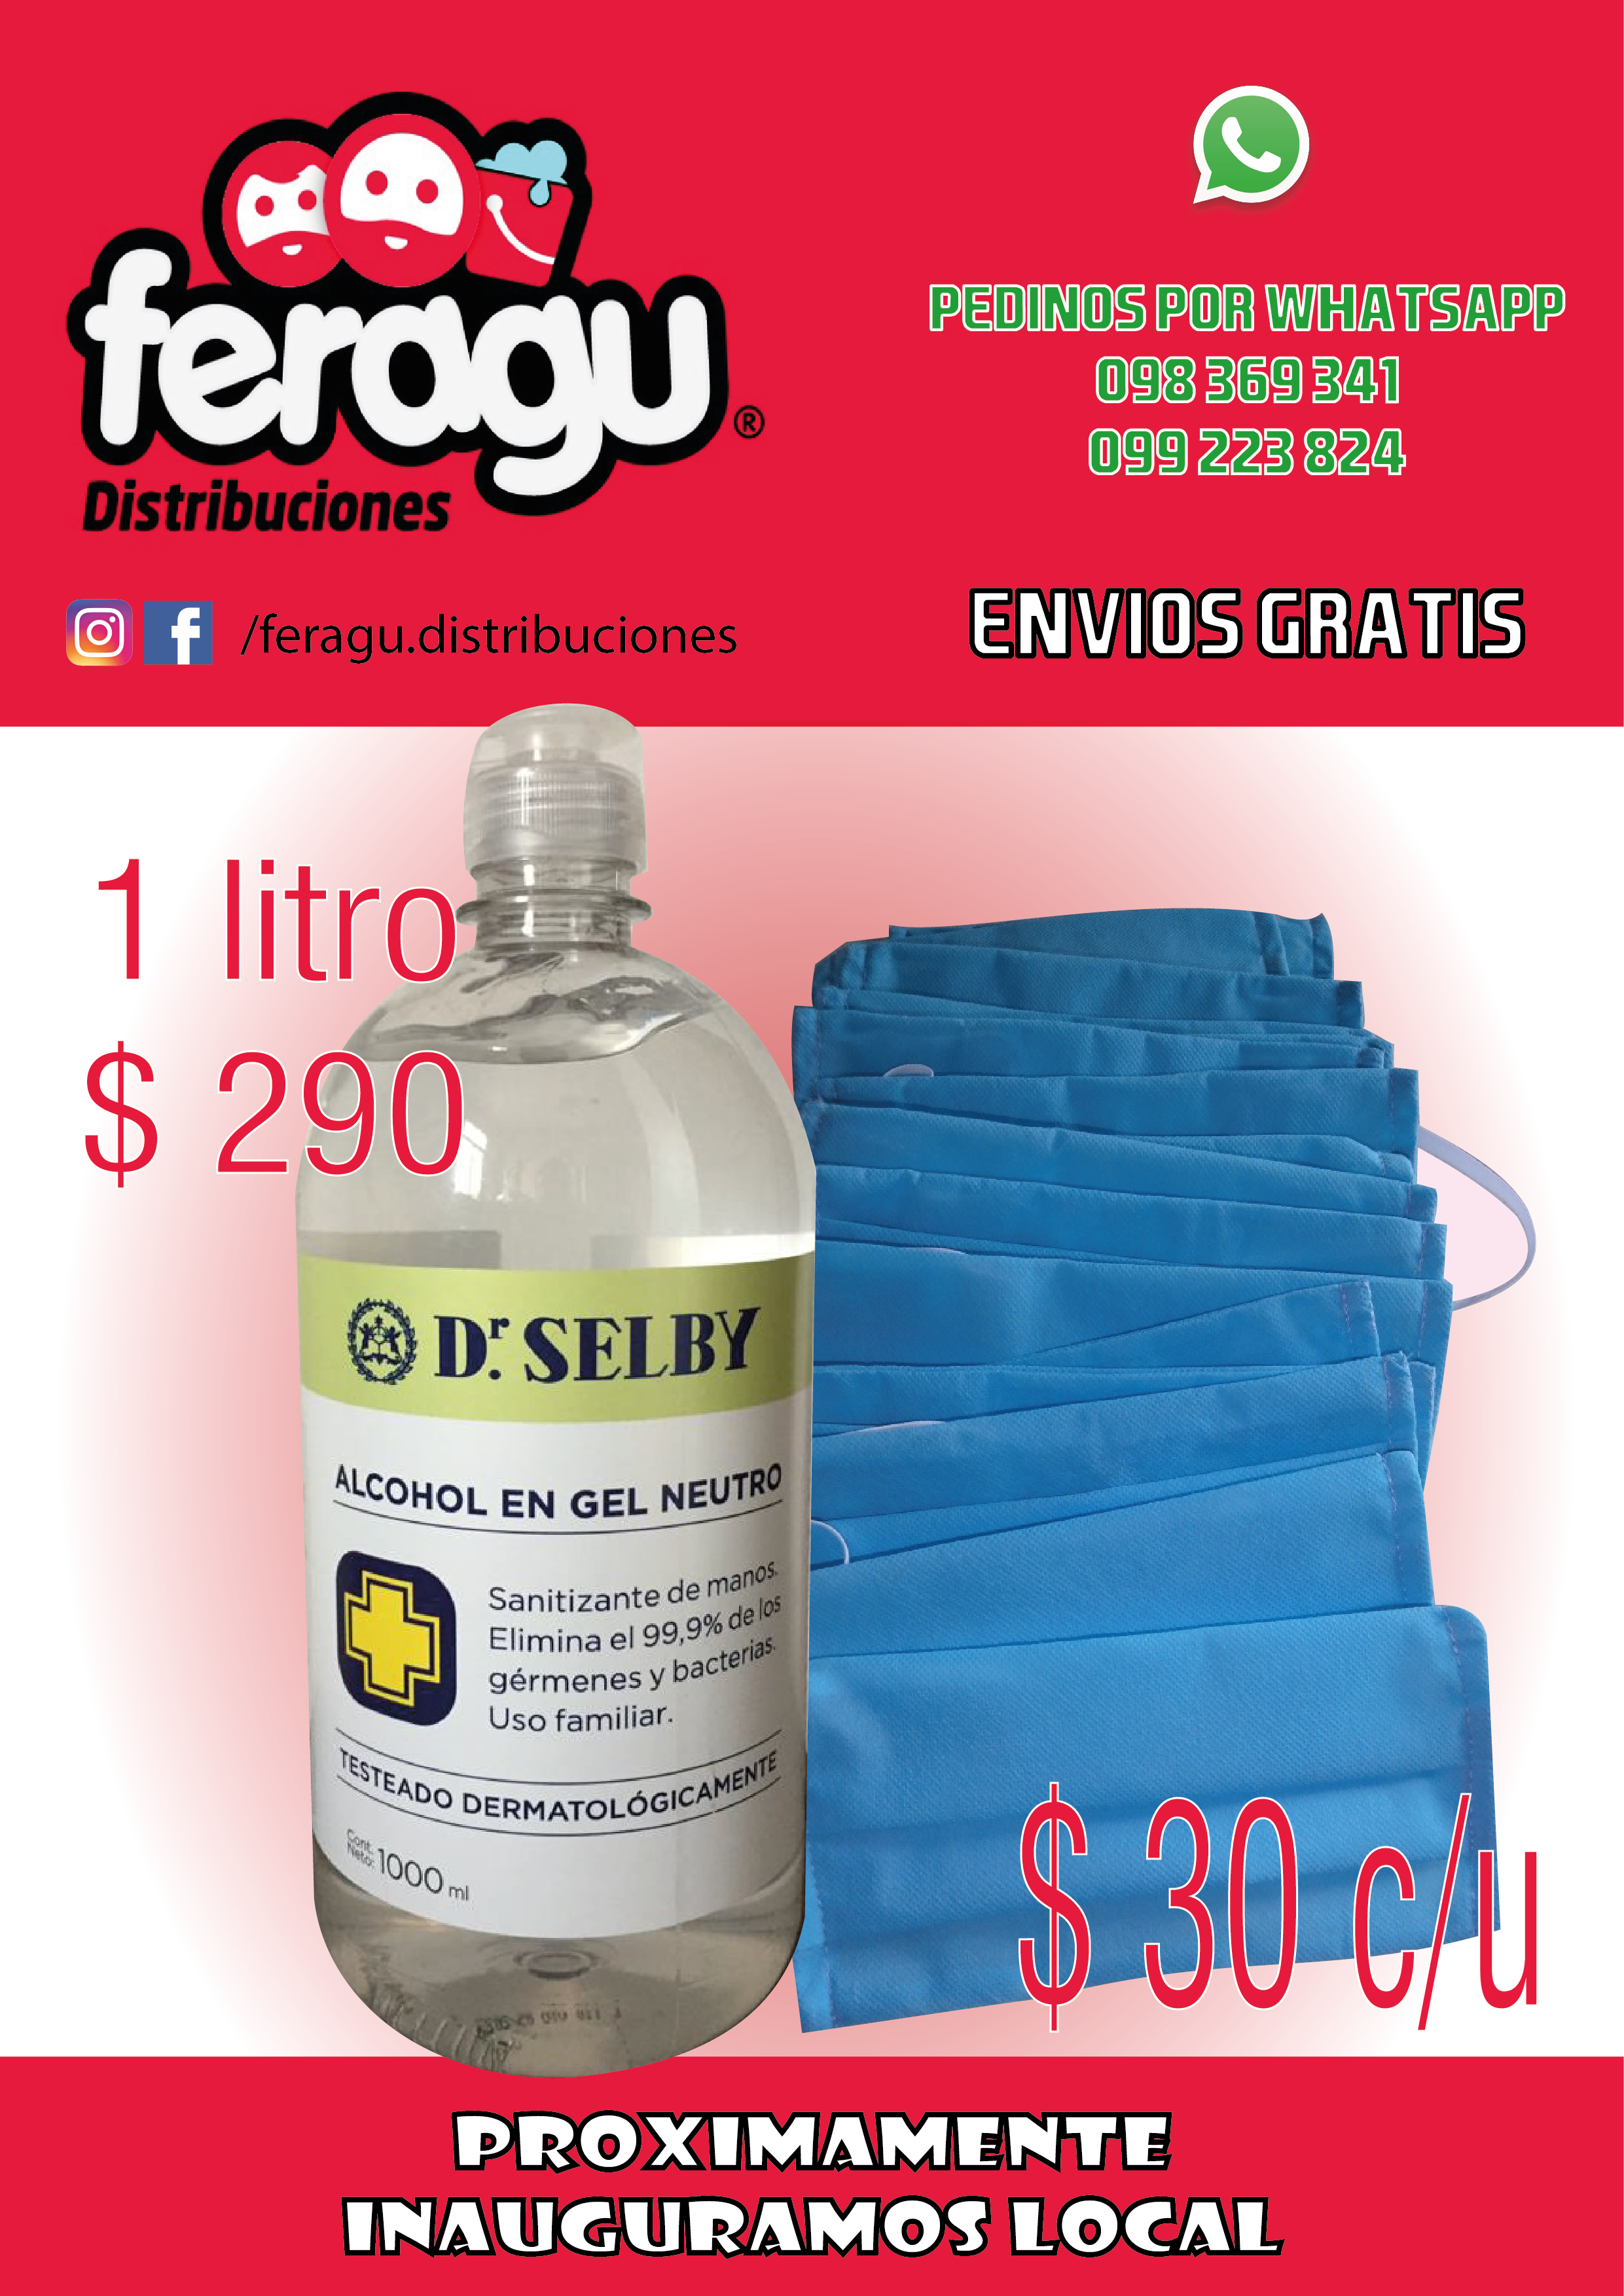 feragu®
Distribuciones
/feragu.distribuciones
PEDINOS POR WHATSAPP
098 369 341
099 223 824
ENVIOS GRATIS
1 litro
$ 290
Dr. SELBY
ALCOHOL EN GEL NEUTRO
Sanitizante de manos.
Elimina el 99,9% de los
gérmenes y bacterias.
Uso familiar.
TESTEADO DERMATOLÓGICAMENTE
Cont.
Neto: 1000 ml
$ 30 c/u
PROXIMAMENTE
INAUGURAMOS LOCAL